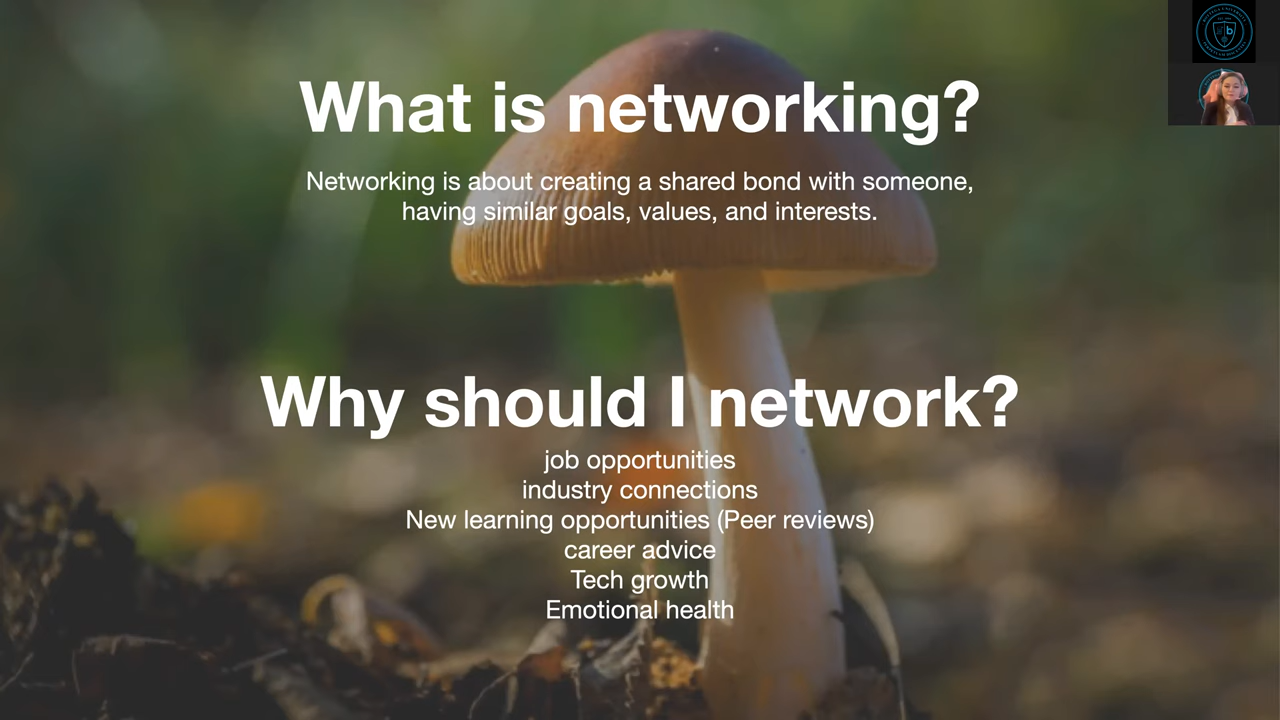 What is networking?
Networking is about creating a shared bond with someone,
having similar goals, values, and interests.
Why should I network?
job opportunities
industry connections
New learning opportunities (Peer reviews)
career advice
Tech growth
Emotional health